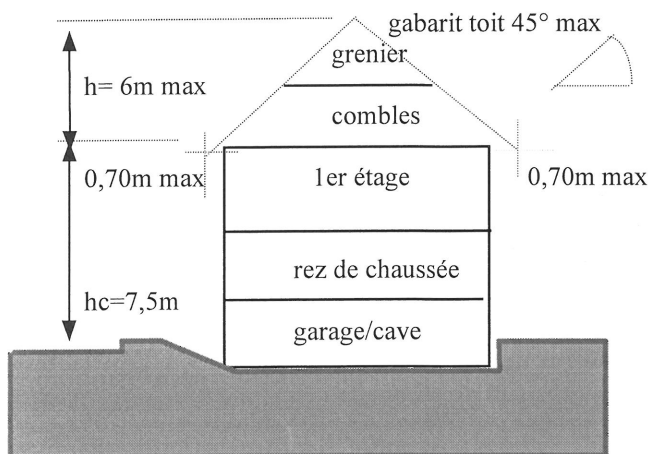 gabarit toit 45° max
grenier
h= 6m max
combles
0,70m max
1er étage
0,70m max
rez de chaussée
hc=7,5m
garage/cave